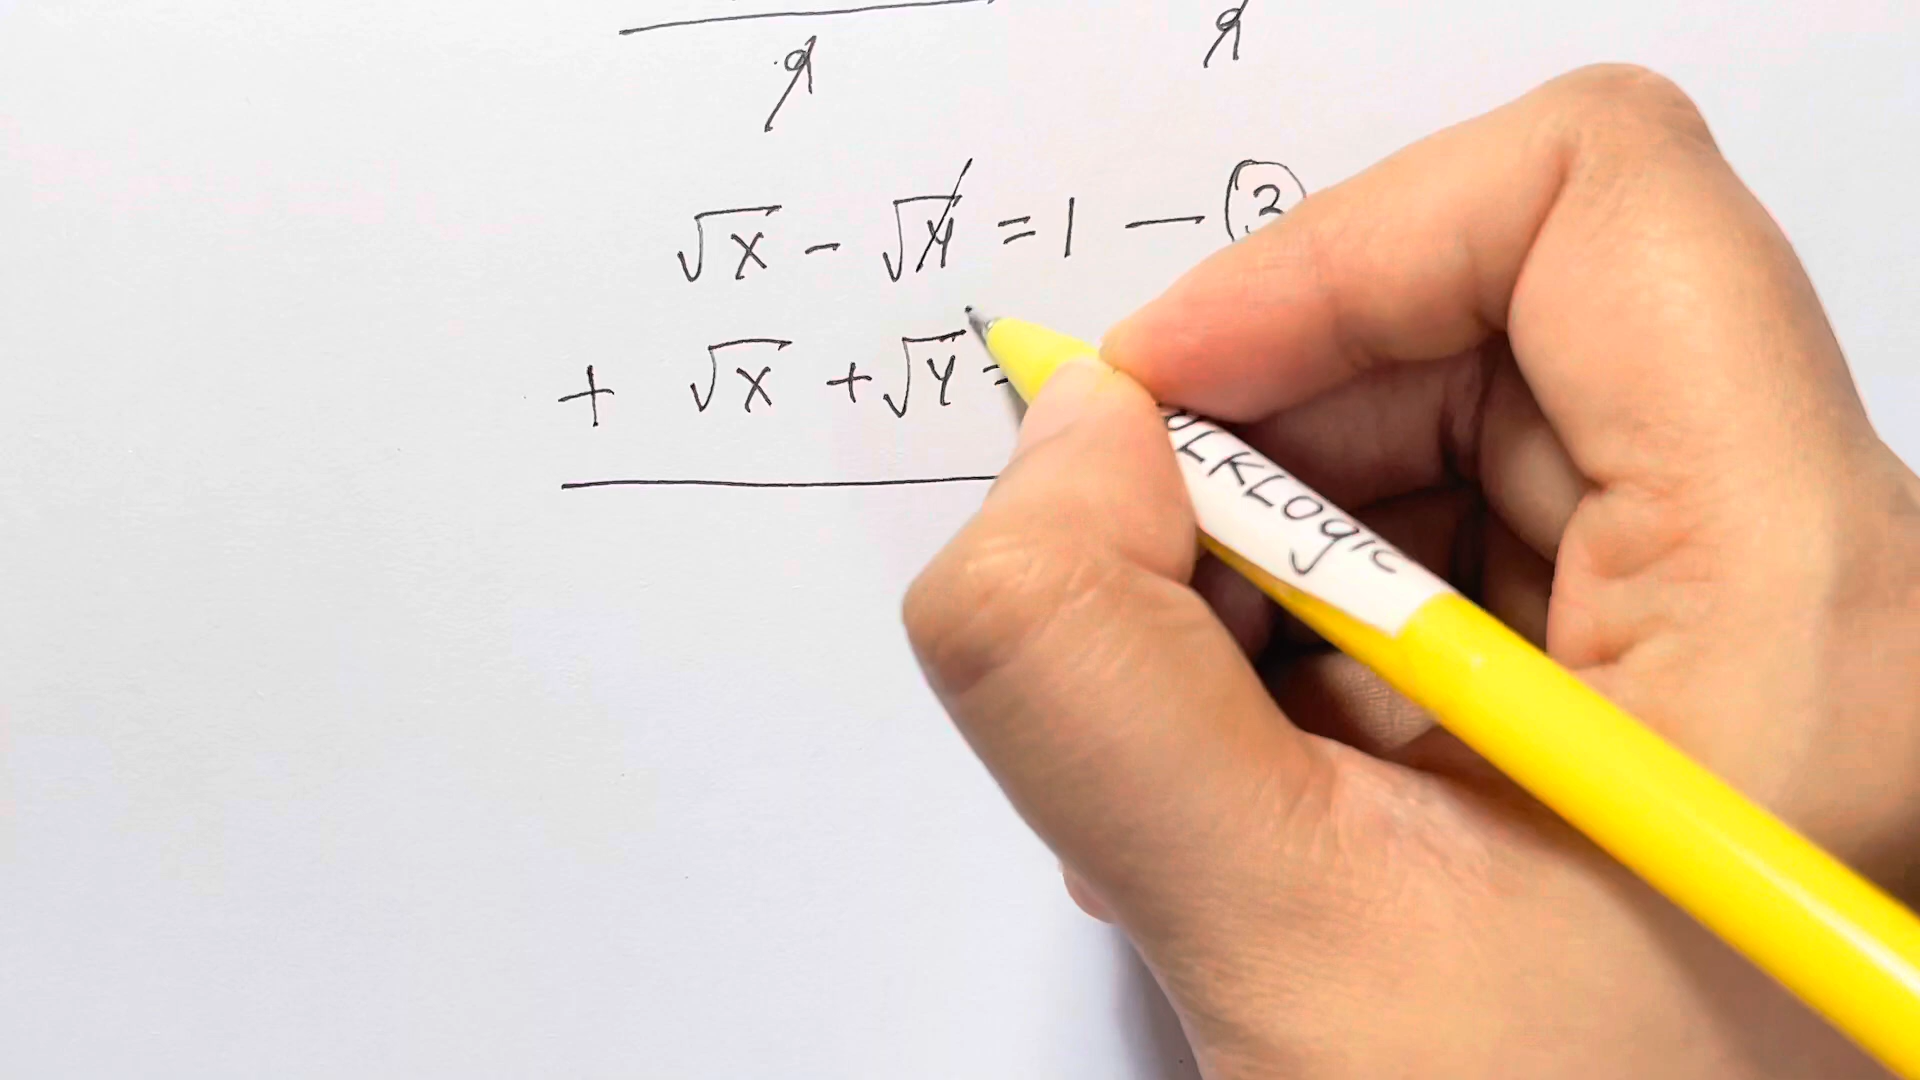 9 9
√x - √y = 1 — ③
+ √x + √y =
LKLogic